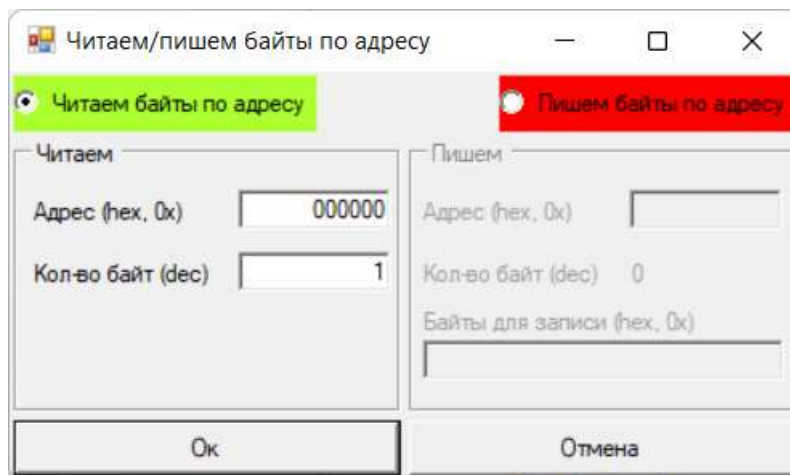 Читаем/пишем байты по адресу
Читаем байты по адресу
Пишем байты по адресу
Читаем
Адрес (hex, 0x) 000000
Кол-во байт (dec) 1
Пишем
Адрес (hex, 0x)
Кол-во байт (dec) 0
Байты для записи (hex, 0x)
Ок
Отмена